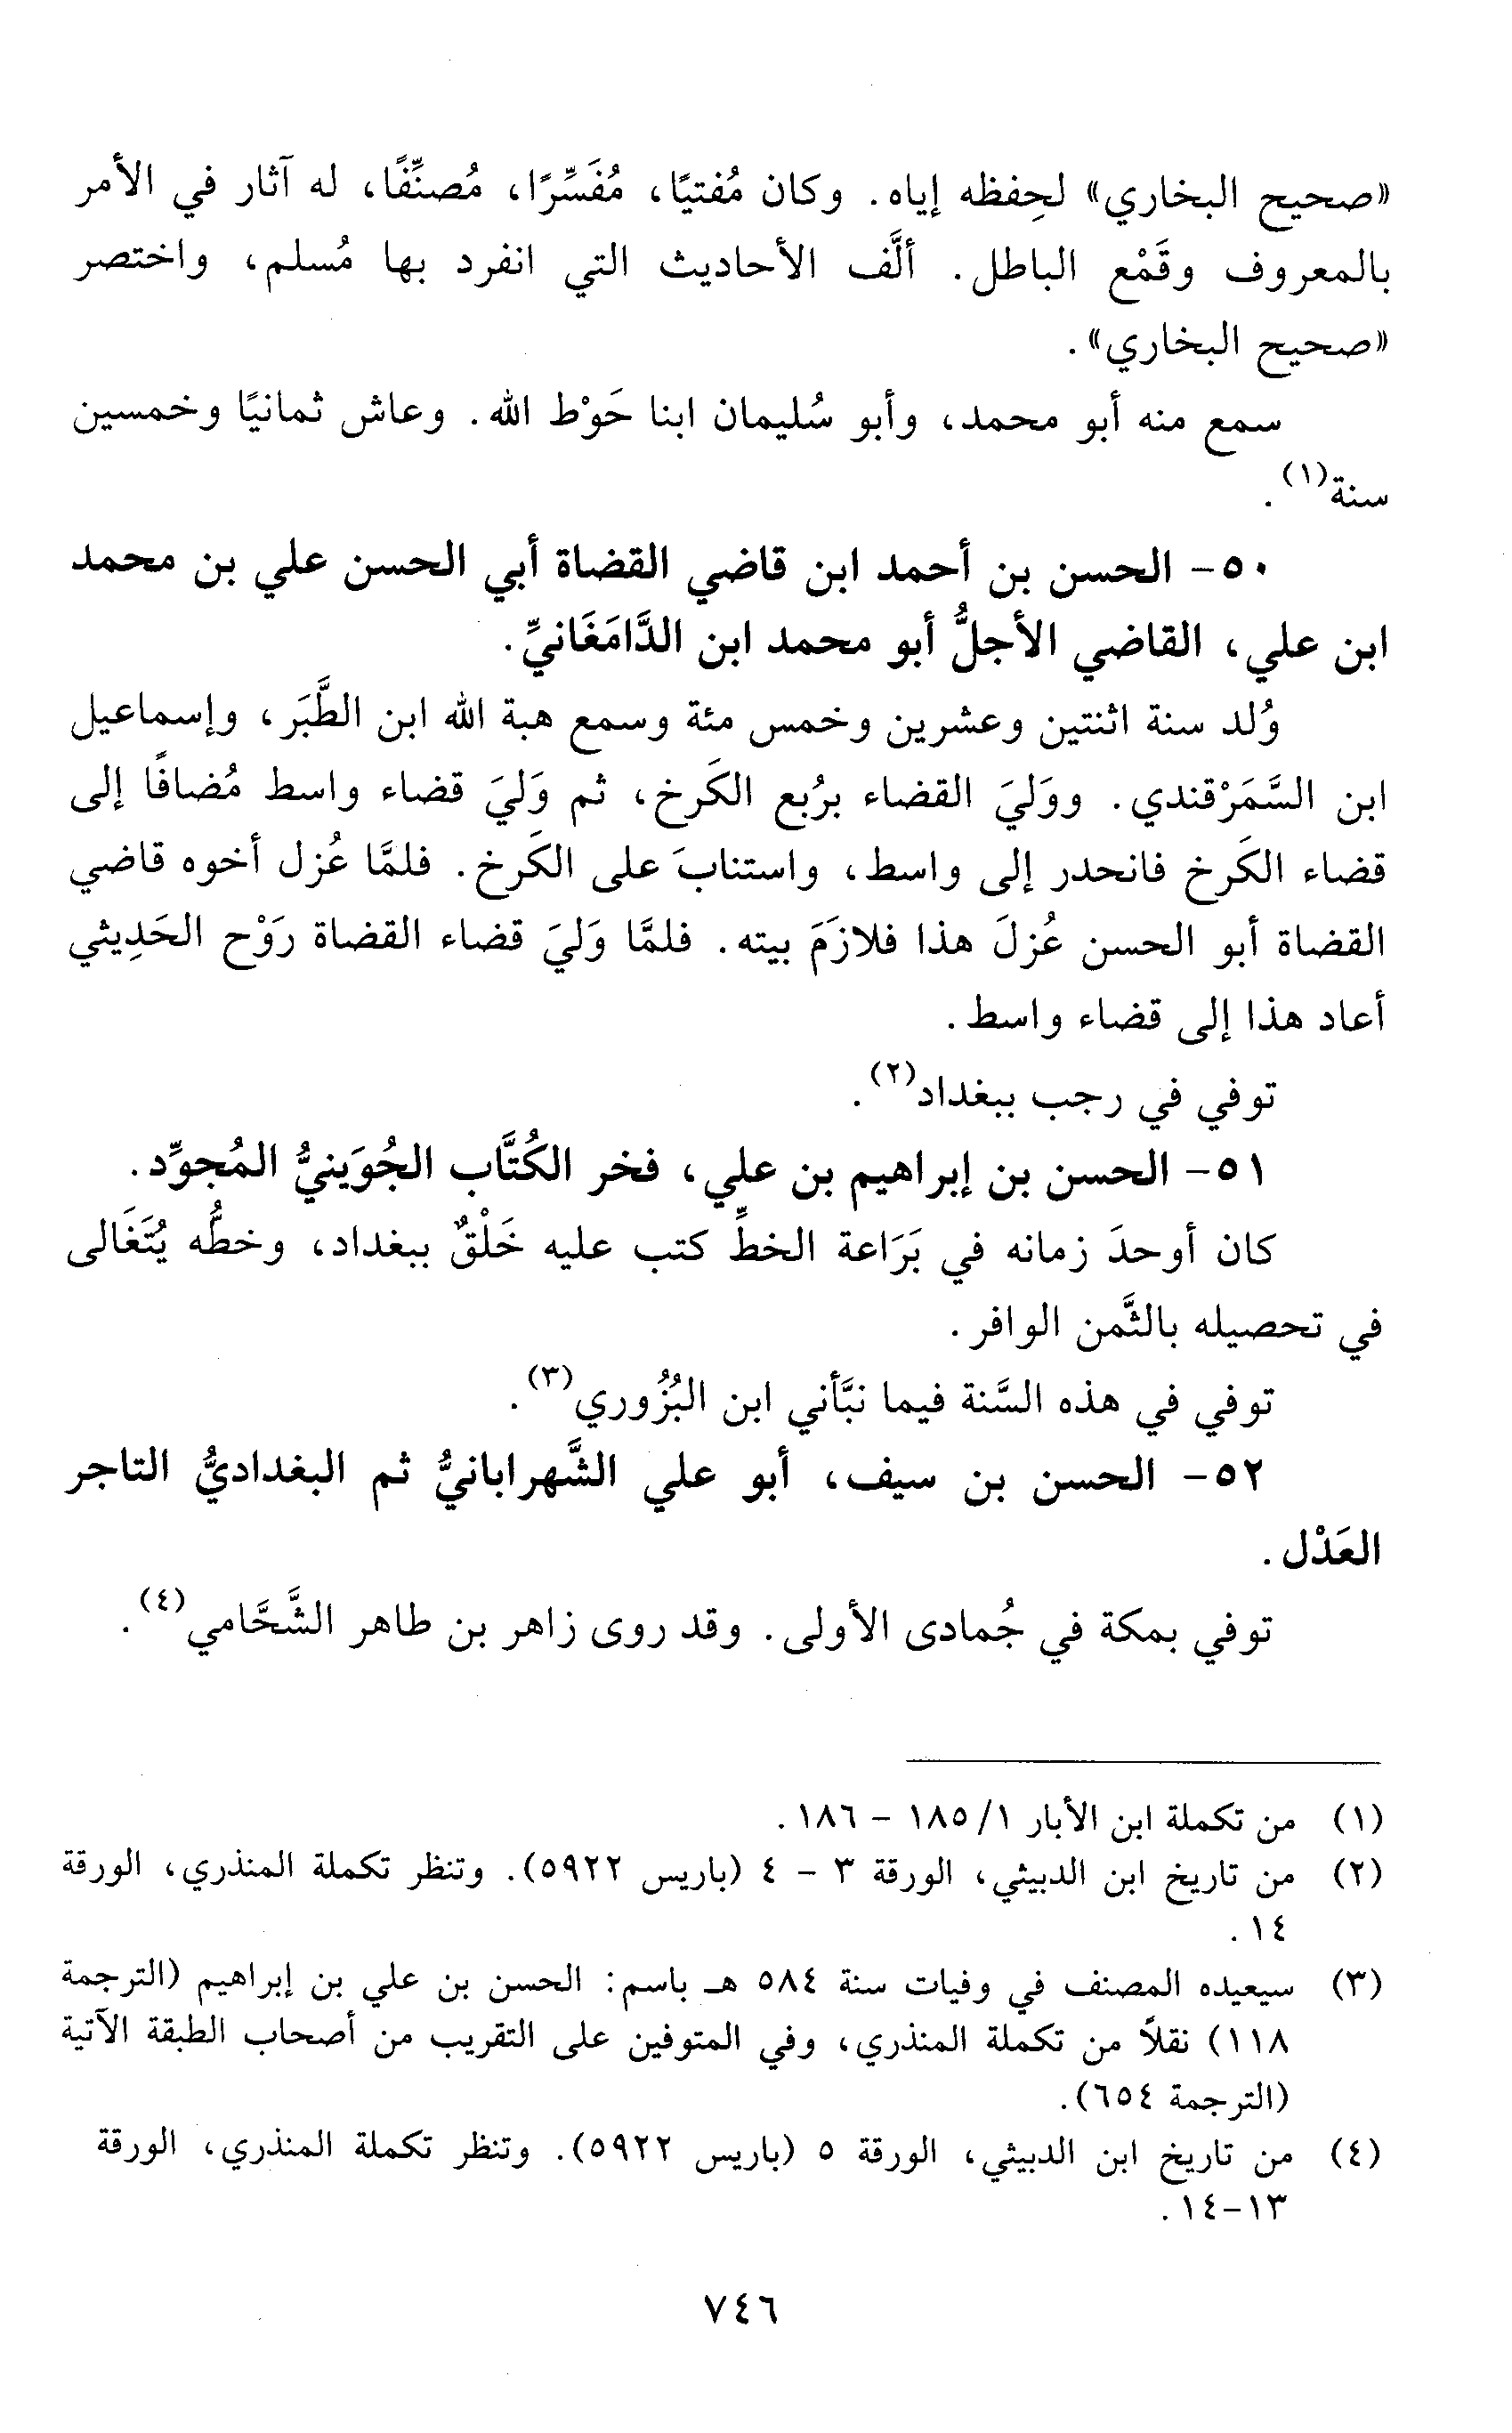 «صحيح البخاري» لحِفظه إياه. وكان مُفتيًا، مُفَسِّرًا، مُصنِّفًا، له آثار في الأمر
بالمعروف وقَمْع الباطل. ألَّف الأحاديث التي انفرد بها مُسلم، واختصر
«صحيح البخاري».
سمع منه أبو محمد، وأبو سُليمان ابنا حَوْط الله. وعاش ثمانيًا وخمسين
سنة(١).
٥٠- الحسن بن أحمد ابن قاضي القضاة أبي الحسن علي بن محمد
ابن علي، القاضي الأجلُّ أبو محمد ابن الدَّامَغَانيِّ.
وُلد سنة اثنتين وعشرين وخمس مئة وسمع هبة الله ابن الطَّبَر، وإسماعيل
ابن السَّمَرْقندي. ووَليَ القضاء برُبع الكَرخ، ثم وَليَ قضاء واسط مُضافًا إلى
قضاء الكَرخ فانحدر إلى واسط، واستنابَ على الكَرخ. فلمَّا عُزل أخوه قاضي
القضاة أبو الحسن عُزلَ هذا فلازَمَ بيته. فلمَّا وَليَ قضاء القضاة رَوْح الحَدِيثي
أعاد هذا إلى قضاء واسط.
توفي في رجب ببغداد(٢).
٥١- الحسن بن إبراهيم بن علي، فخر الكُتَّاب الجُوَينيُّ المُجوِّد.
كان أوحدَ زمانه في بَرَاعة الخطِّ كتب عليه خَلْقٌ ببغداد، وخطُّه يُتَغَالى
في تحصيله بالثَّمن الوافر.
توفي في هذه السَّنة فيما نبَّأني ابن البُزُوري(٣).
٥٢- الحسن بن سيف، أبو علي الشَّهرابانيُّ ثم البغداديُّ التاجر
العَدْل.
توفي بمكة في جُمادى الأولى. وقد روى زاهر بن طاهر الشَّحَّامي(٤).
(١) من تكملة ابن الأبار ١/ ١٨٥ - ١٨٦.
(٢) من تاريخ ابن الدبيثي، الورقة ٣ - ٤ (باريس ٥٩٢٢). وتنظر تكملة المنذري، الورقة
١٤.
(٣) سيعيده المصنف في وفيات سنة ٥٨٤ هـ باسم: الحسن بن علي بن إبراهيم (الترجمة
١١٨) نقلاً من تكملة المنذري، وفي المتوفين على التقريب من أصحاب الطبقة الآتية
(الترجمة ٦٥٤).
(٤) من تاريخ ابن الدبيثي، الورقة ٥ (باريس ٥٩٢٢). وتنظر تكملة المنذري، الورقة
١٣-١٤.
٧٤٦